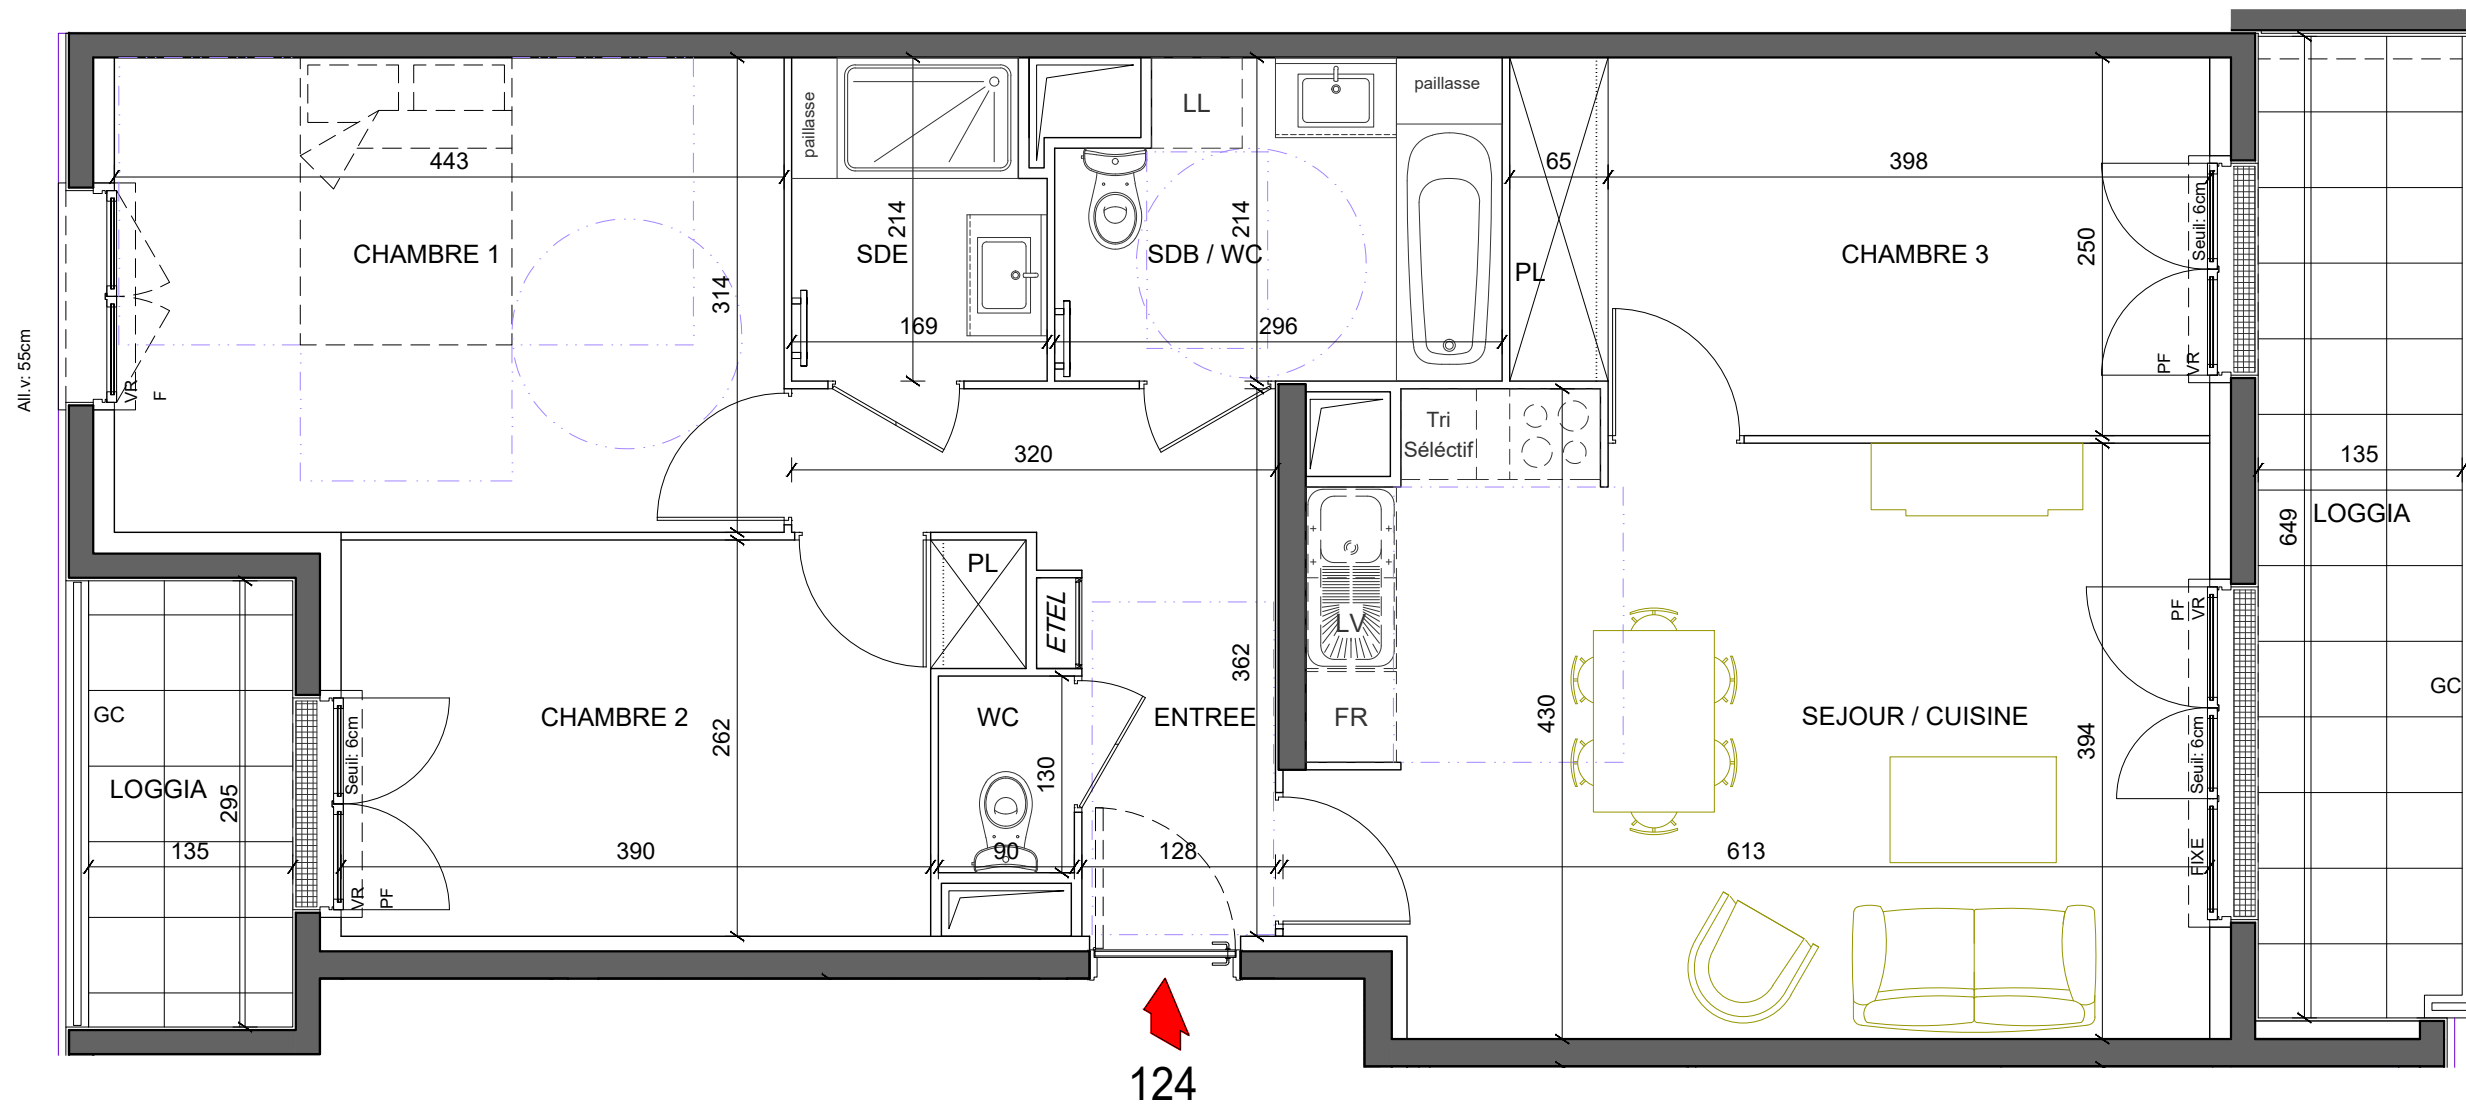 paillasse
LL
paillasse
443
65
398
214
214
250
Seuil: 6cm
CHAMBRE 1
SDE
SDB / WC
PL
CHAMBRE 3
314
169
296
All.v: 55cm
VR
F
PF
VR
Tri
Séléctif
320
135
649
LOGGIA
PL
ETEL
LV
PF
VR
362
GC
GC
CHAMBRE 2
262
WC
ENTREE
FR
430
SEJOUR / CUISINE
394
Seuil: 6cm
Seuil: 6cm
LOGGIA
295
130
135
390
90
128
613
FIXE
VR
PF
124